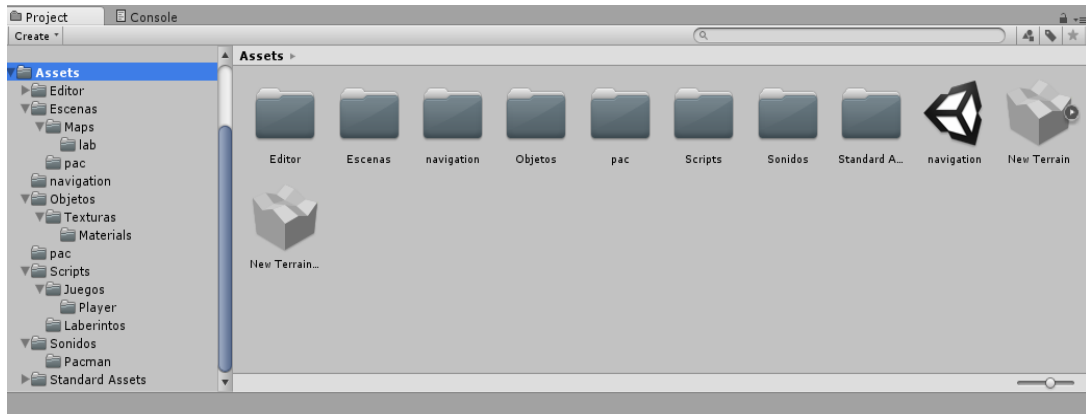 Project Console
Create
Assets
Assets
Editor
Escenas
Maps
lab
pac
navigation
Objetos
Texturas
Materials
pac
Scripts
Juegos
Player
Laberintos
Sonidos
Pacman
Standard Assets
Editor Escenas navigation Objetos pac Scripts Sonidos Standard A... navigation New Terrain
New Terrain...